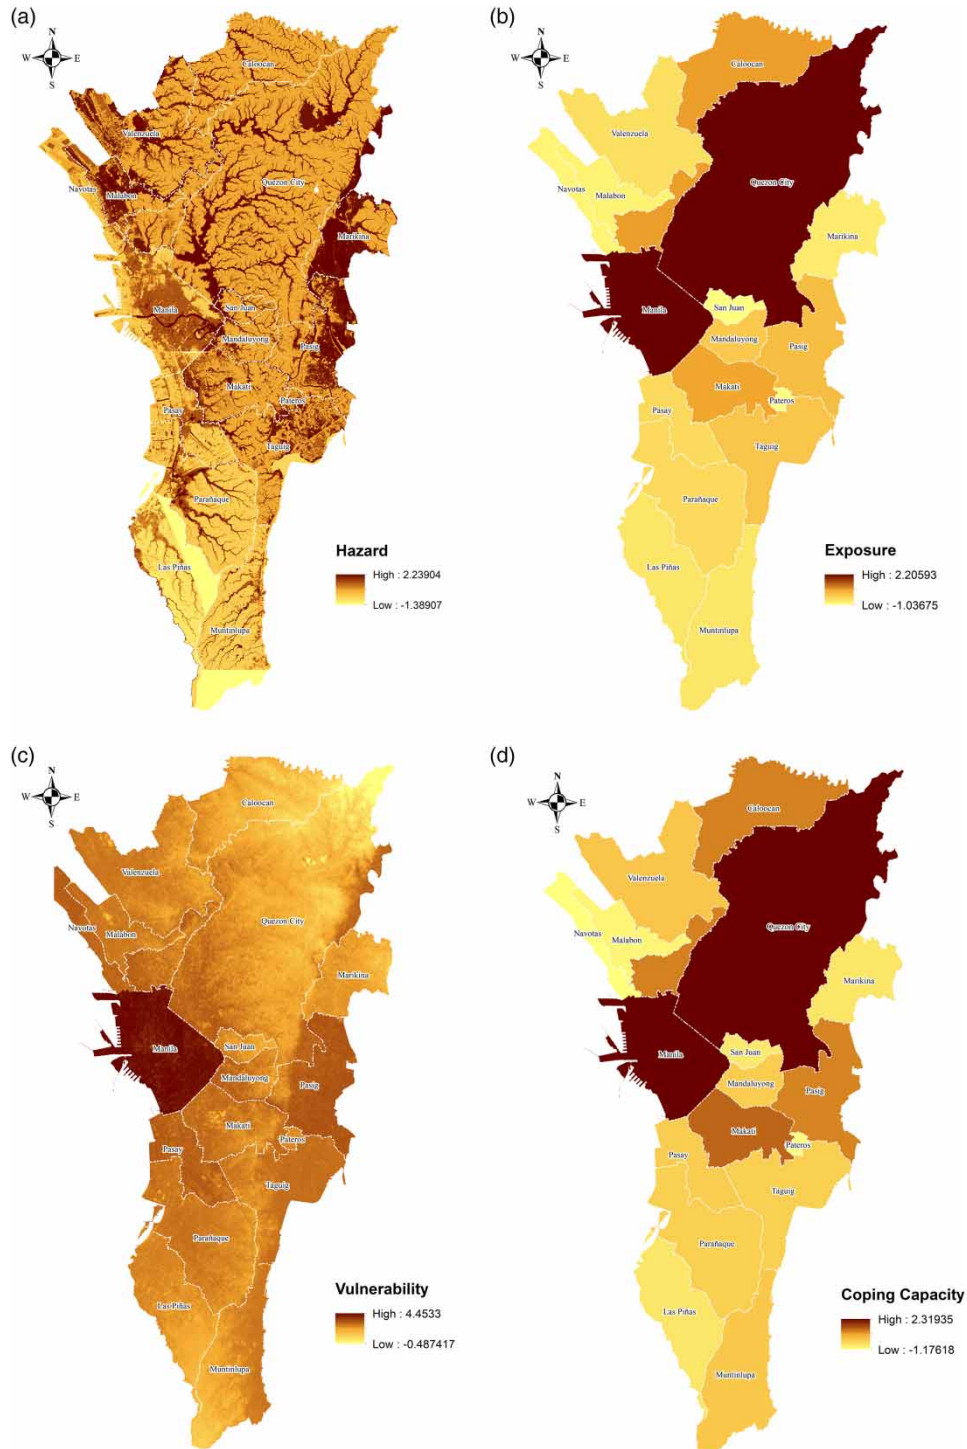 (a)
N
W
E
S
Caloocan
Valenzuela
Navotas
Malabon
Quezon City
Marikina
Manila
San Juan
Mandaluyong
Pasig
Makati
Pateros
Pasay
Taguig
Parañaque
Las Piñas
Muntinlupa
Hazard
High : 2.23904
Low : -1.38907
(b)
N
W
E
S
Caloocan
Valenzuela
Quezon City
Navotas
Malabon
Marikina
Manila
San Juan
Mandaluyong
Pasig
Makati
Pateros
Pasay
Taguig
Parañaque
Las Piñas
Muntinlupa
Exposure
High : 2.20593
Low : -1.03675
(c)
N
W
E
S
Caloocan
Valenzuela
Quezon City
Navotas
Malabon
Marikina
Manila
San Juan
Mandaluyong
Pasig
Makati
Pateros
Pasay
Taguig
Parañaque
Las Piñas
Muntinlupa
Vulnerability
High : 4.4533
Low : -0.487417
(d)
N
W
E
S
Caloocan
Valenzuela
Quezon City
Navotas
Malabon
Marikina
Manila
San Juan
Mandaluyong
Pasig
Makati
Pateros
Pasay
Taguig
Parañaque
Las Piñas
Muntinlupa
Coping Capacity
High : 2.31935
Low : -1.17618